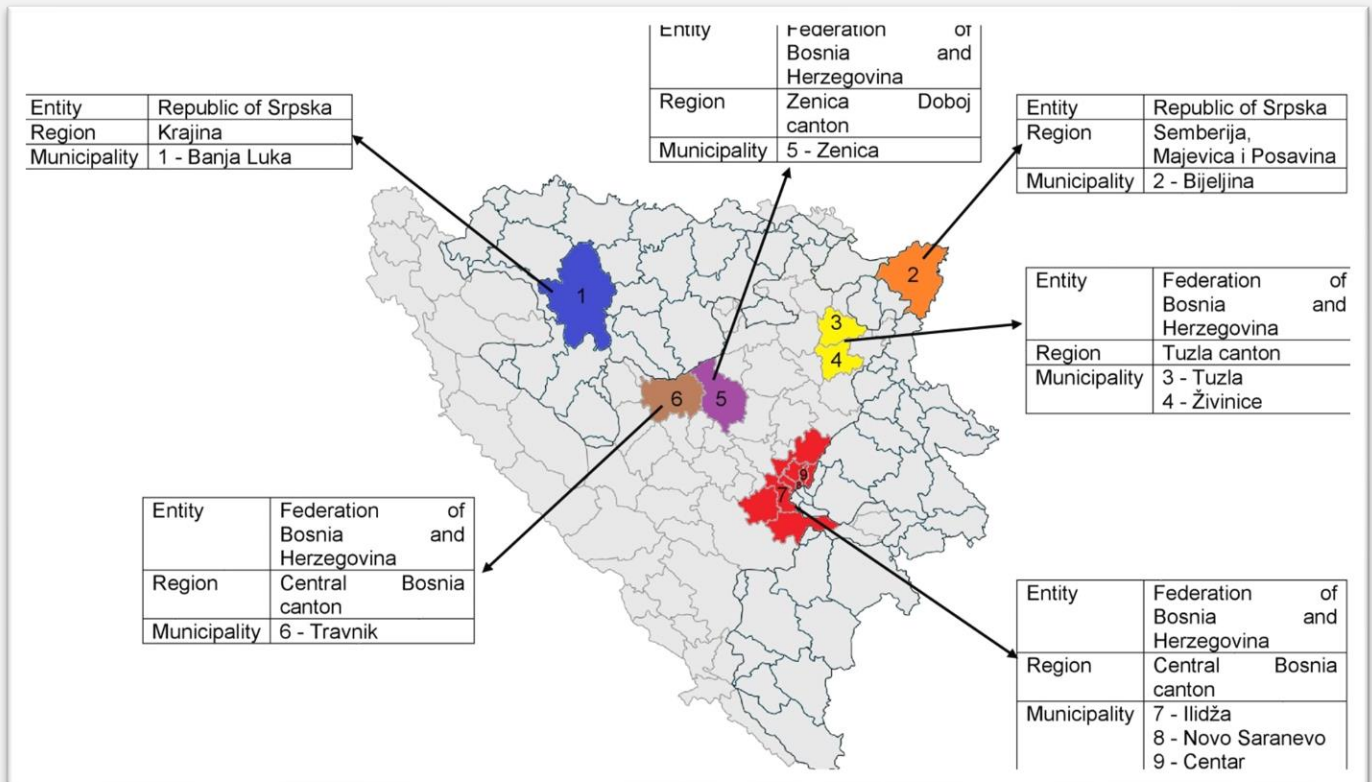 Entity Federation of
Bosnia and
Herzegovina
Region Zenica Doboj
canton
Municipality 5 - Zenica
Entity Republic of Srpska
Region Krajina
Municipality 1 - Banja Luka
Entity Republic of Srpska
Region Semberija,
Majevica i Posavina
Municipality 2 - Bijeljina
1
2
3
4
5
6
7
8
9
Entity Federation of
Bosnia and
Herzegovina
Region Tuzla canton
Municipality 3 - Tuzla
4 - Živinice
Entity Federation of
Bosnia and
Herzegovina
Region Central Bosnia
canton
Municipality 6 - Travnik
Entity Federation of
Bosnia and
Herzegovina
Region Central Bosnia
canton
Municipality 7 - Ilidža
8 - Novo Saranevo
9 - Centar